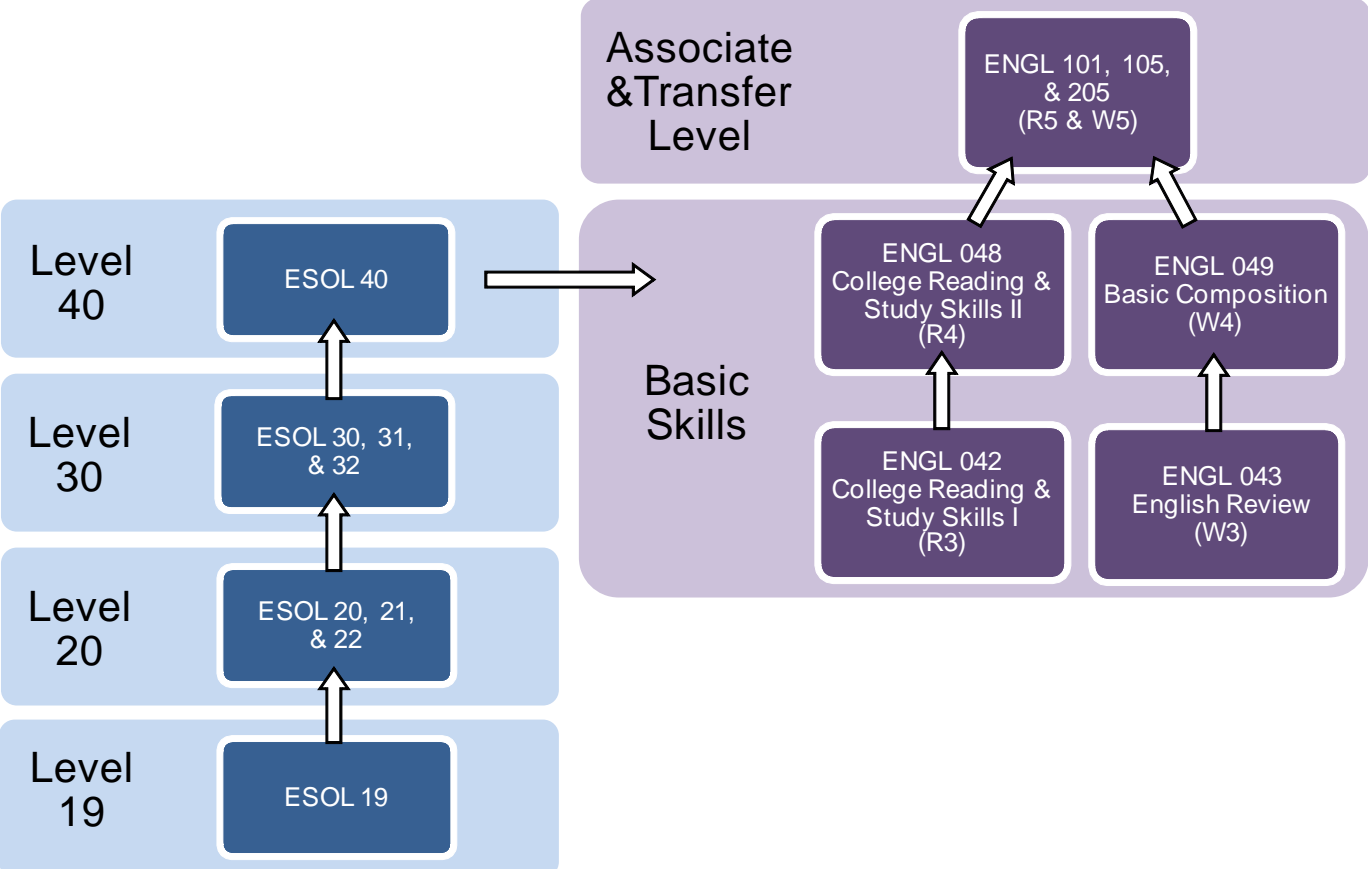 Associate
&Transfer
Level
ENGL 101, 105,
& 205
(R5 & W5)
Level
40
ESOL 40
Level
30
ESOL 30, 31,
& 32
Level
20
ESOL 20, 21,
& 22
Level
19
ESOL 19
Basic
Skills
ENGL 048
College Reading &
Study Skills II
(R4)
ENGL 049
Basic Composition
(W4)
ENGL 042
College Reading &
Study Skills I
(R3)
ENGL 043
English Review
(W3)